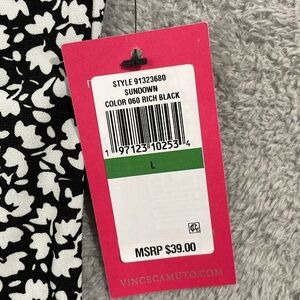 STYLE 91323680
SUNDOWN
COLOR 060 RICH BLACK
1 97123 10253 4
L
MSRP $39.00
VINCECAMUTO.COM